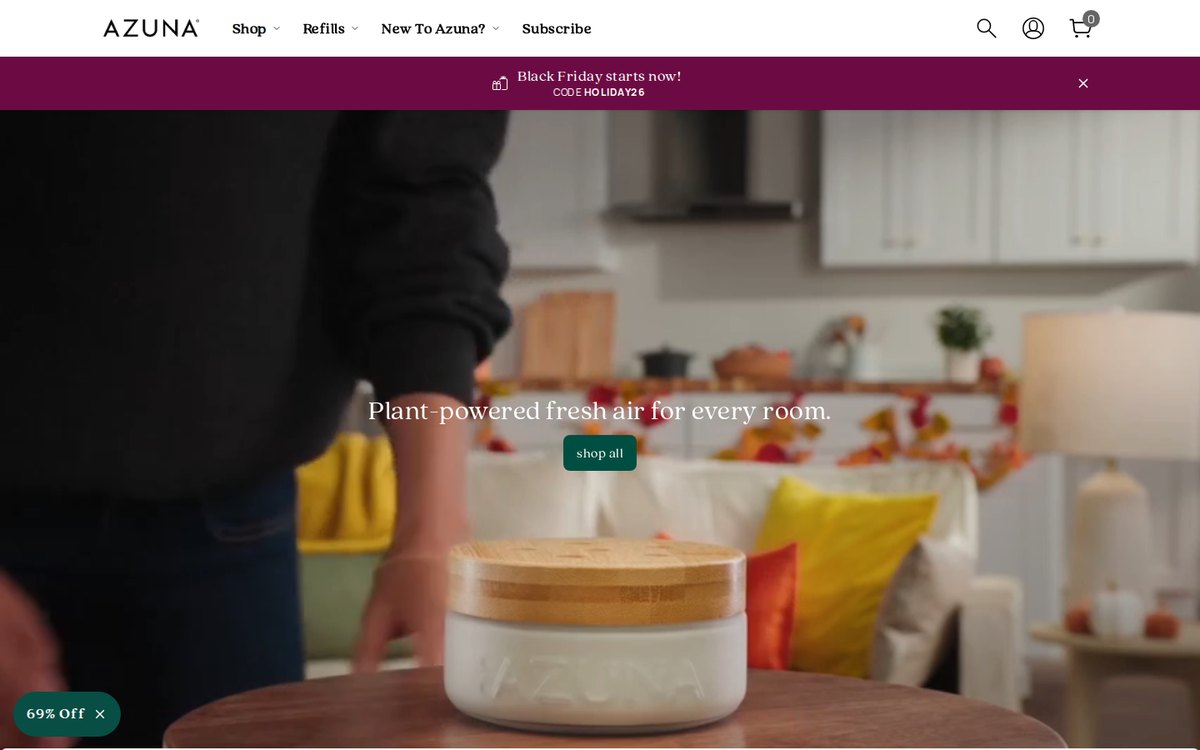 AZUNA®
Shop
Refills
New To Azuna?
Subscribe
0
Black Friday starts now!
CODE HOLIDAY26
Plant-powered fresh air for every room.
shop all
AZUNA
69% Off